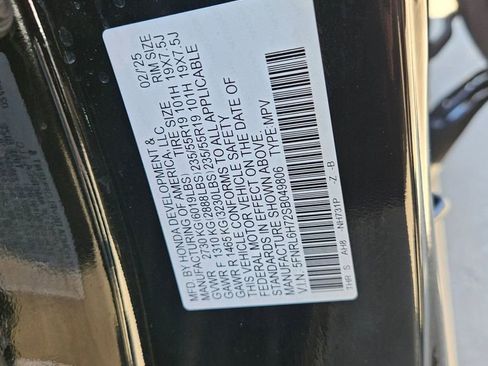 MFD. BY HONDA DEVELOPMENT & 02/25
MANUFACTURING OF AMERICA, LLC
TIRE SIZE RIM SIZE
GVWR 2730 KG(6019LBS)
GAWR F 1310 KG(2888LBS) 235/55R19 101H 19X7.5J
GAWR R 1465 KG(3230LBS) 235/55R19 101H 19X7.5J
THIS VEHICLE CONFORMS TO ALL APPLICABLE
FEDERAL MOTOR VEHICLE SAFETY
STANDARDS IN EFFECT ON THE DATE OF
MANUFACTURE SHOWN ABOVE.
V.I.N.:5FNRL6H72SB049806 TYPE:MPV
THR S AH0 -NH731P -Z -B